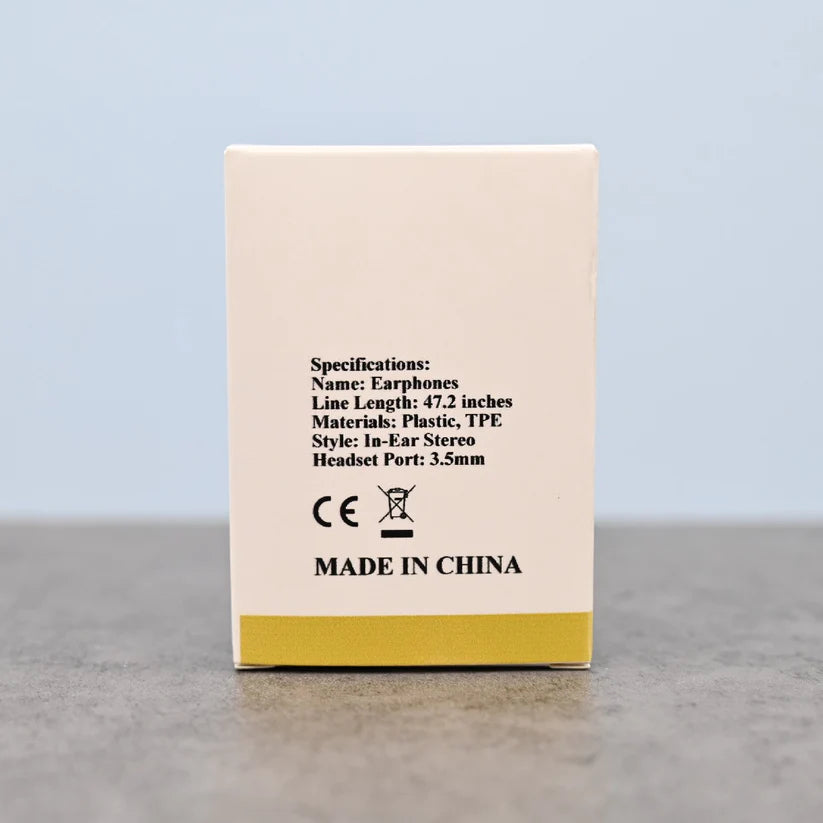 Specifications:
Name: Earphones
Line Length: 47.2 inches
Materials: Plastic, TPE
Style: In-Ear Stereo
Headset Port: 3.5mm
CE
MADE IN CHINA